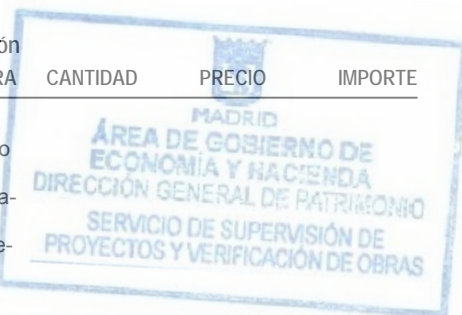 ón
RA CANTIDAD PRECIO IMPORTE
MADRID
ÁREA DE GOBIERNO DE
o
ECONOMÍA Y HACIENDA
a-
DIRECCIÓN GENERAL DE PATRIMONIO
SERVICIO DE SUPERVISIÓN DE
e-
PROYECTOS Y VERIFICACIÓN DE OBRAS